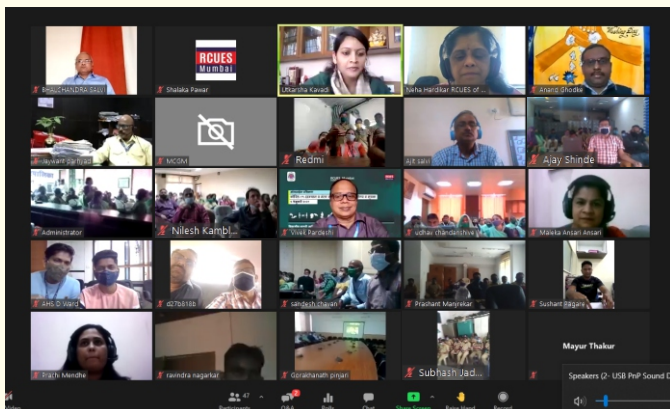 RCUES
Mumbai
BHALCHANDRA SALVI
Shalaka Pawar
Utkarsha Kavadi
Neha Hardikar RCUES of ...
Anand Ghodke
MCGM
Redmi
Ajit salvi
Ajay Shinde
Administrator
Nilesh Kambl...
Vivek Pardeshi
udhav chandanshive
Maleka Ansari Ansari
AHS D Ward
d27b818b
sandesh chavan
Prashant Manjrekar
Sushant Pagare
Prachi Mendhe
ravindra nagarkar
Gorakhanath pinjari
Subhash Jad...
Mayur Thakur
Speakers (2- USB PnP Sound D
Video
Participants
47
Q&A
Polls
Chat
Share Screen
Raise Hand
Record